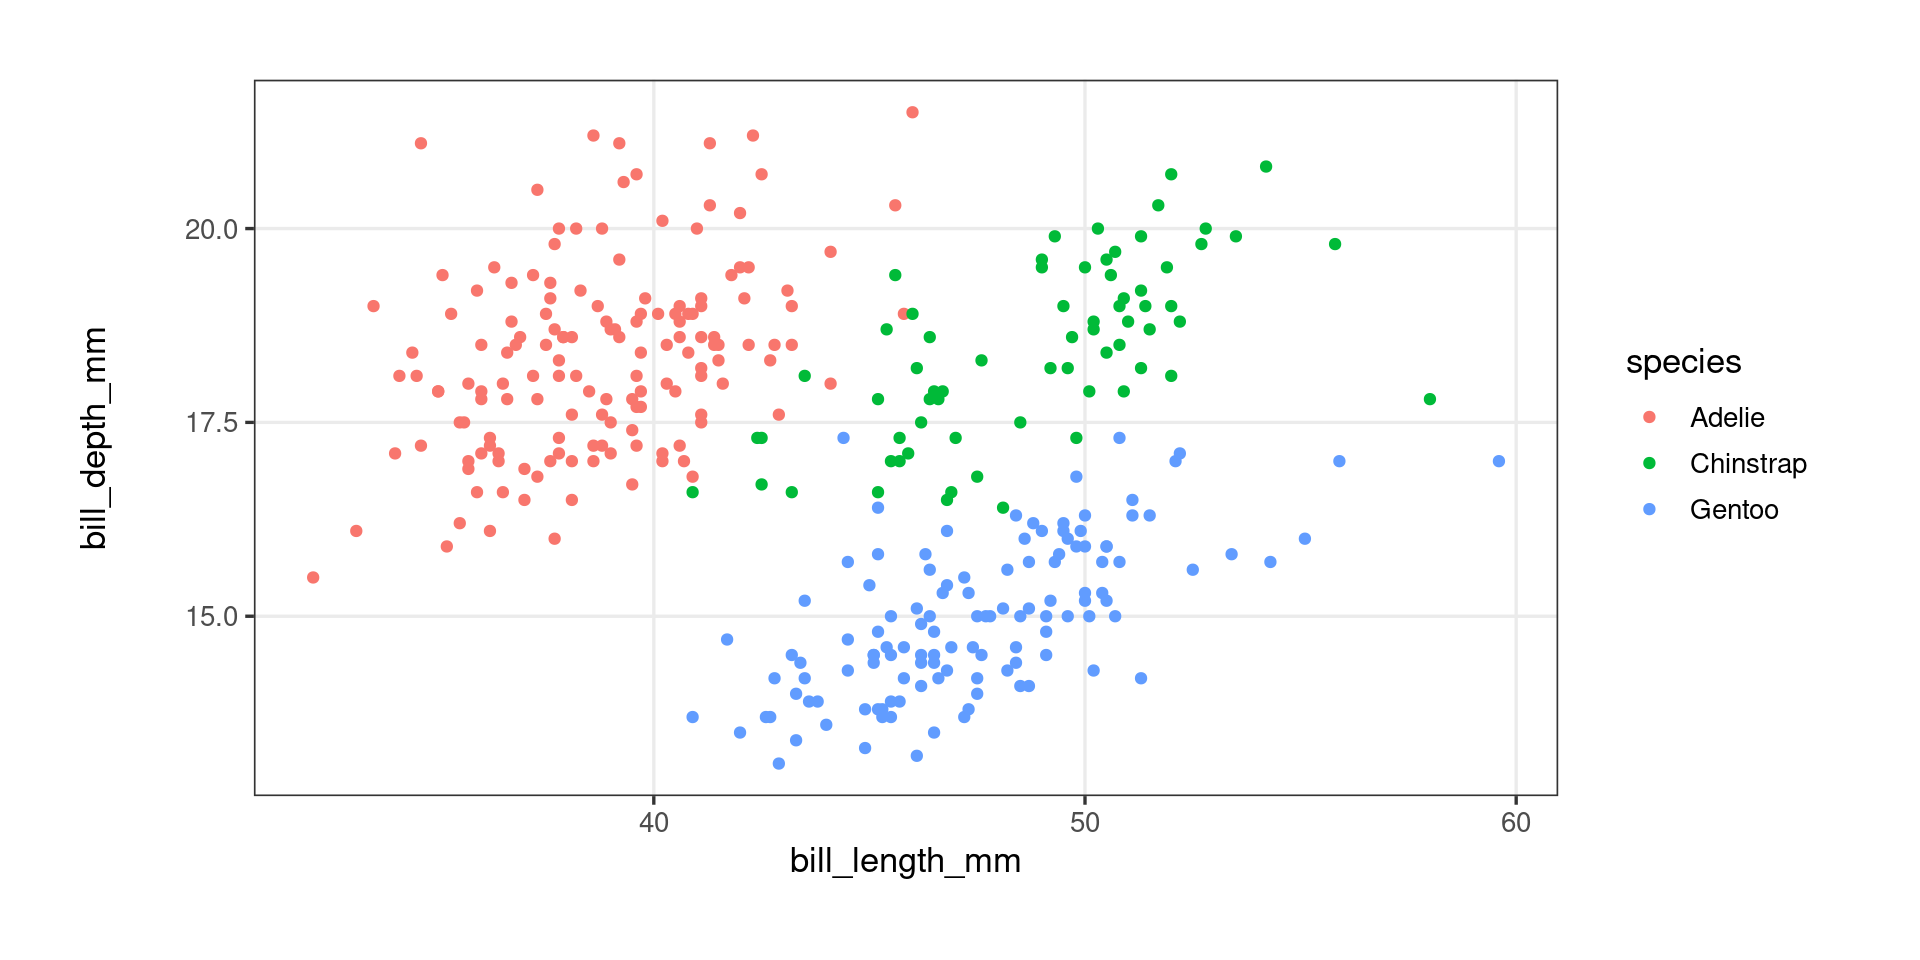 bill_depth_mm
20.0
17.5
15.0
40
50
60
bill_length_mm
species
Adelie
Chinstrap
Gentoo